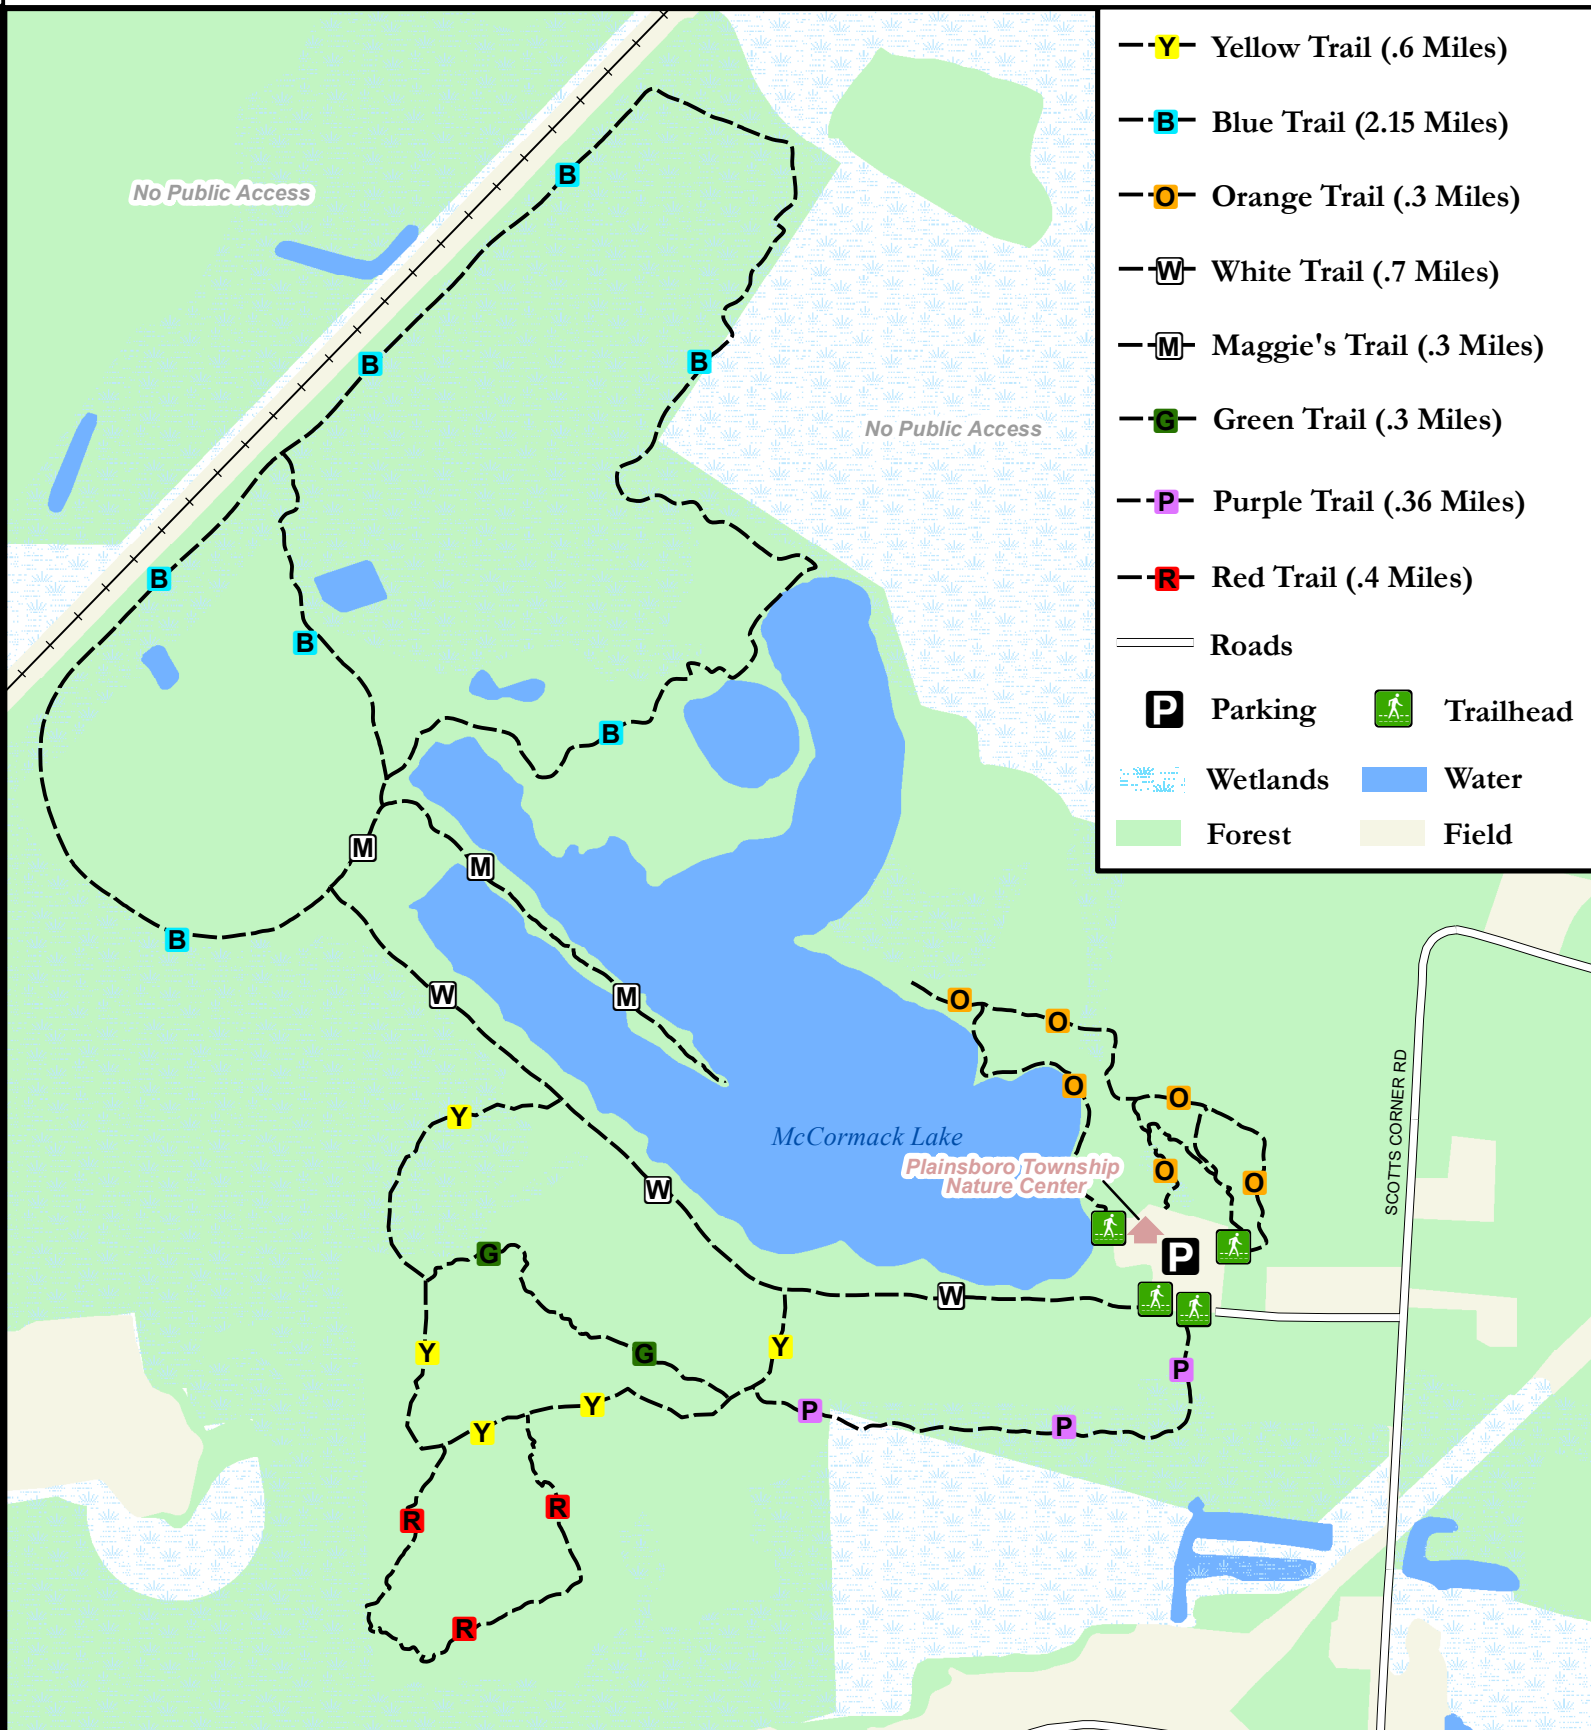 Y Yellow Trail (.6 Miles)
B Blue Trail (2.15 Miles)
O Orange Trail (.3 Miles)
W White Trail (.7 Miles)
M Maggie's Trail (.3 Miles)
G Green Trail (.3 Miles)
P Purple Trail (.36 Miles)
R Red Trail (.4 Miles)
Roads
P Parking
Trailhead
Wetlands
Water
Forest
Field
B
No Public Access
B
B
No Public Access
B
B
B
M
M
B
W
M
O
O
O
O
Y
McCormack Lake
Plainsboro Township
Nature Center
SCOTTS CORNER RD
O
O
W
G
P
W
Y
G
Y
P
Y
P
P
Y
R
R
R